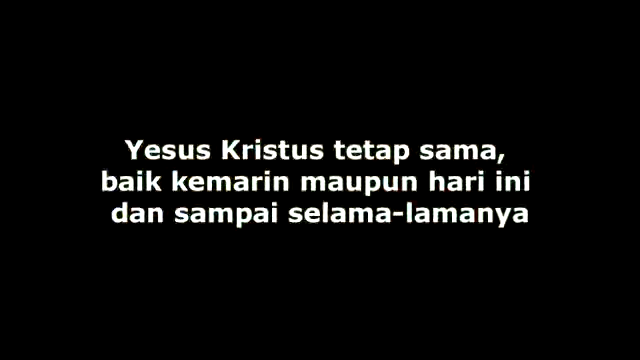 Yesus Kristus tetap sama,
baik kemarin maupun hari ini
dan sampai selama-lamanya